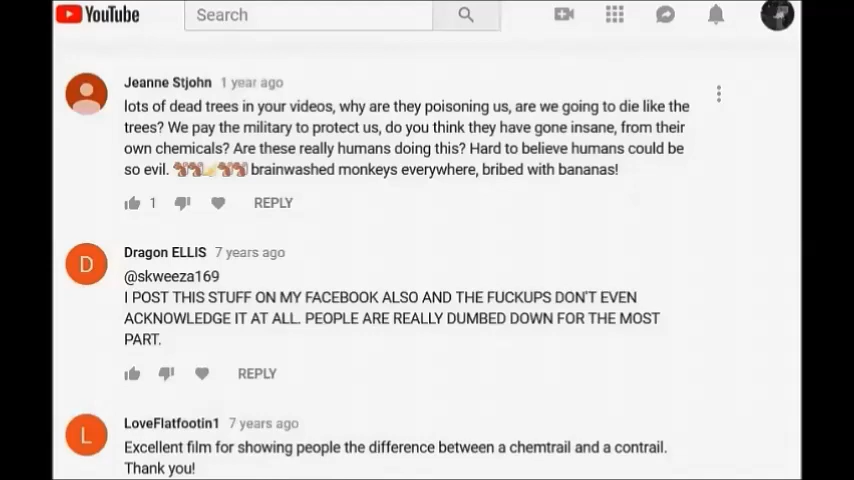 YouTube
Search
Jeanne Stjohn 1 year ago
lots of dead trees in your videos, why are they poisoning us, are we going to die like the
trees? We pay the military to protect us, do you think they have gone insane, from their
own chemicals? Are these really humans doing this? Hard to believe humans could be
so evil. 🐒🐒🍌🐒🐒 brainwashed monkeys everywhere, bribed with bananas!
1 REPLY
D
Dragon ELLIS 7 years ago
@skweeza169
I POST THIS STUFF ON MY FACEBOOK ALSO AND THE FUCKUPS DON'T EVEN
ACKNOWLEDGE IT AT ALL. PEOPLE ARE REALLY DUMBED DOWN FOR THE MOST
PART.
REPLY
L
LoveFlatfootin1 7 years ago
Excellent film for showing people the difference between a chemtrail and a contrail.
Thank you!